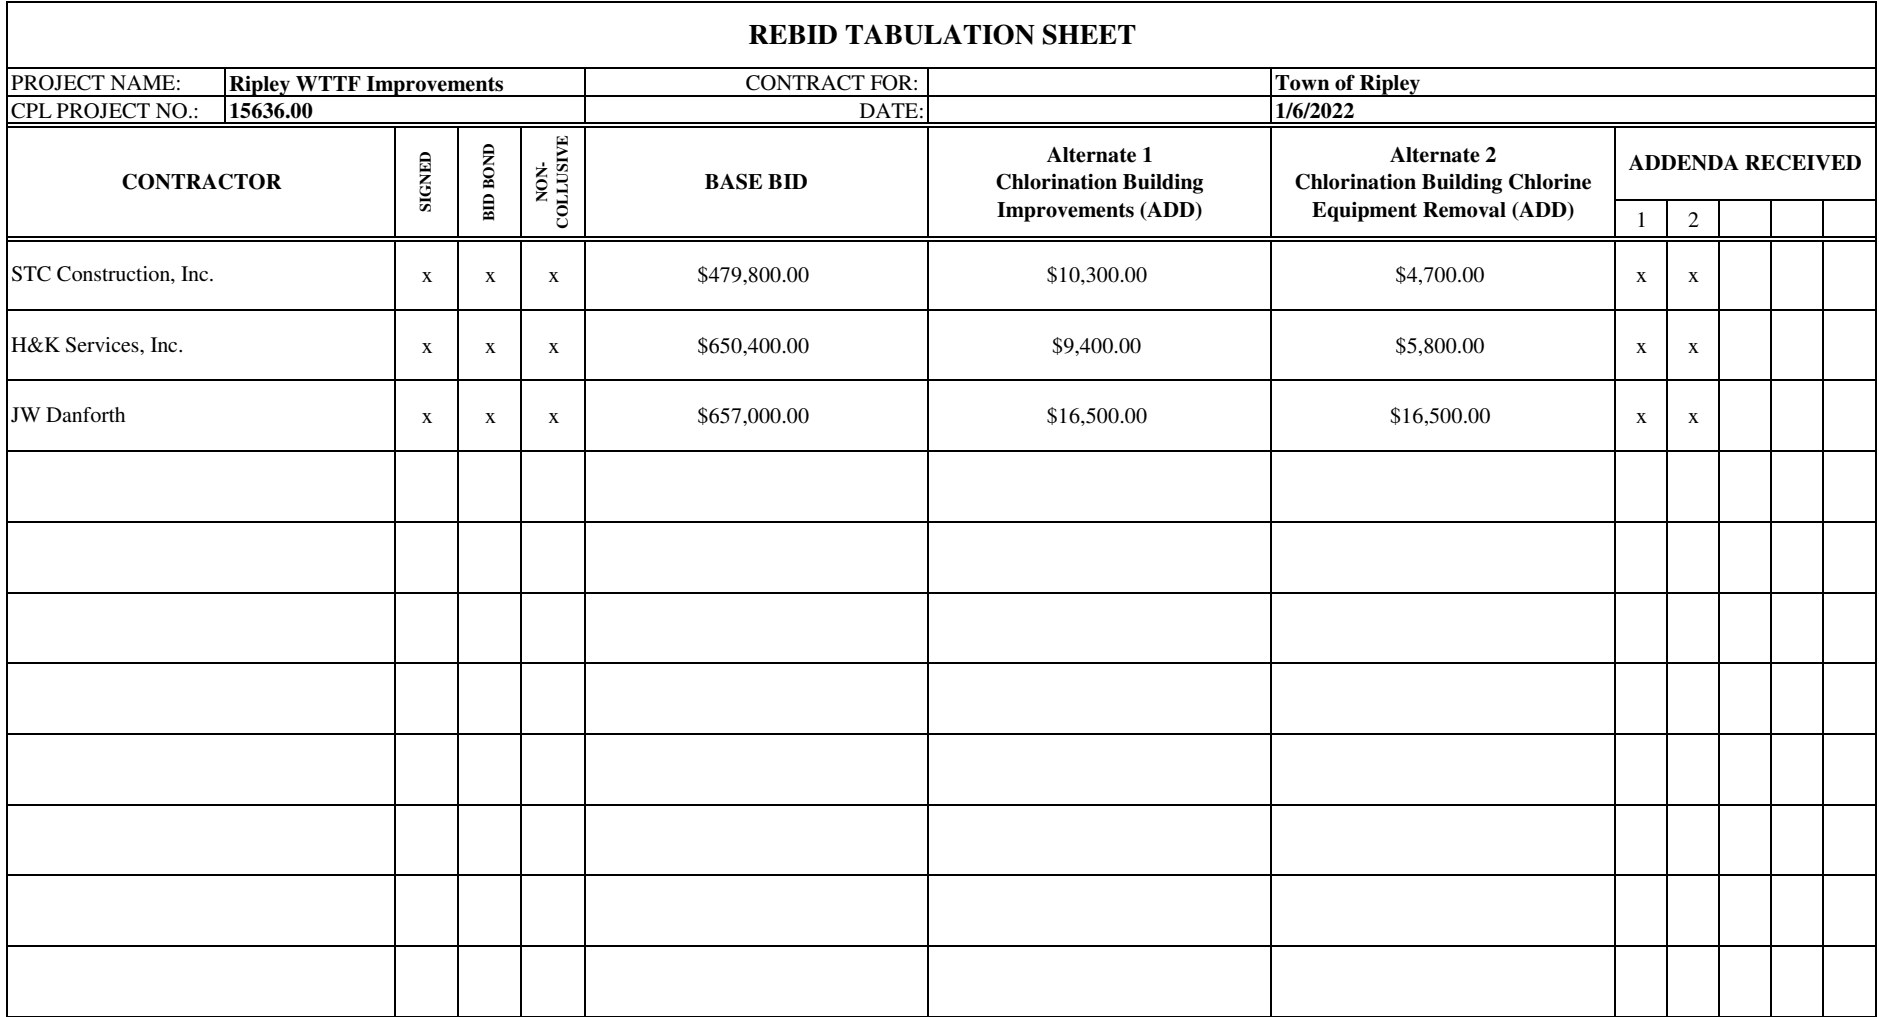 REBID TABULATION SHEET
PROJECT NAME: Ripley WTTF Improvements CONTRACT FOR: Town of Ripley
CPL PROJECT NO.: 15636.00 DATE: 1/6/2022
CONTRACTOR
SIGNED
BID BOND
NON-
COLLUSIVE
BASE BID
Alternate 1
Chlorination Building
Improvements (ADD)
Alternate 2
Chlorination Building Chlorine
Equipment Removal (ADD)
ADDENDA RECEIVED
1 2
STC Construction, Inc. x x x $479,800.00 $10,300.00 $4,700.00 x x
H&K Services, Inc. x x x $650,400.00 $9,400.00 $5,800.00 x x
JW Danforth x x x $657,000.00 $16,500.00 $16,500.00 x x